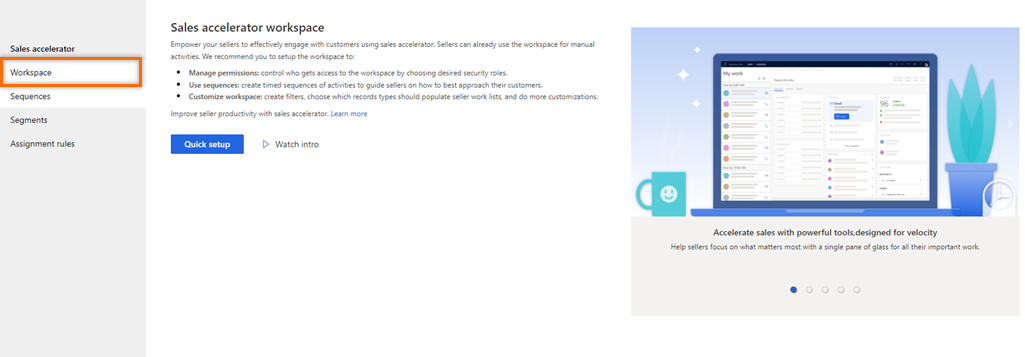 Sales accelerator
Workspace
Sequences
Segments
Assignment rules
Sales accelerator workspace
Empower your sellers to effectively engage with customers using sales accelerator. Sellers can already use the workspace for manual
activities. We recommend you to setup the workspace to:
Manage permissions: control who gets access to the workspace by choosing desired security roles.
Use sequences: create timed sequences of activities to guide sellers on how to best approach their customers.
Customize workspace: create filters, choose which records types should populate seller work lists, and do more customizations.
Improve seller productivity with sales accelerator. Learn more
Quick setup
Watch intro
My work
96
Accelerate sales with powerful tools,designed for velocity
Help sellers focus on what matters most with a single pane of glass for all their important work.